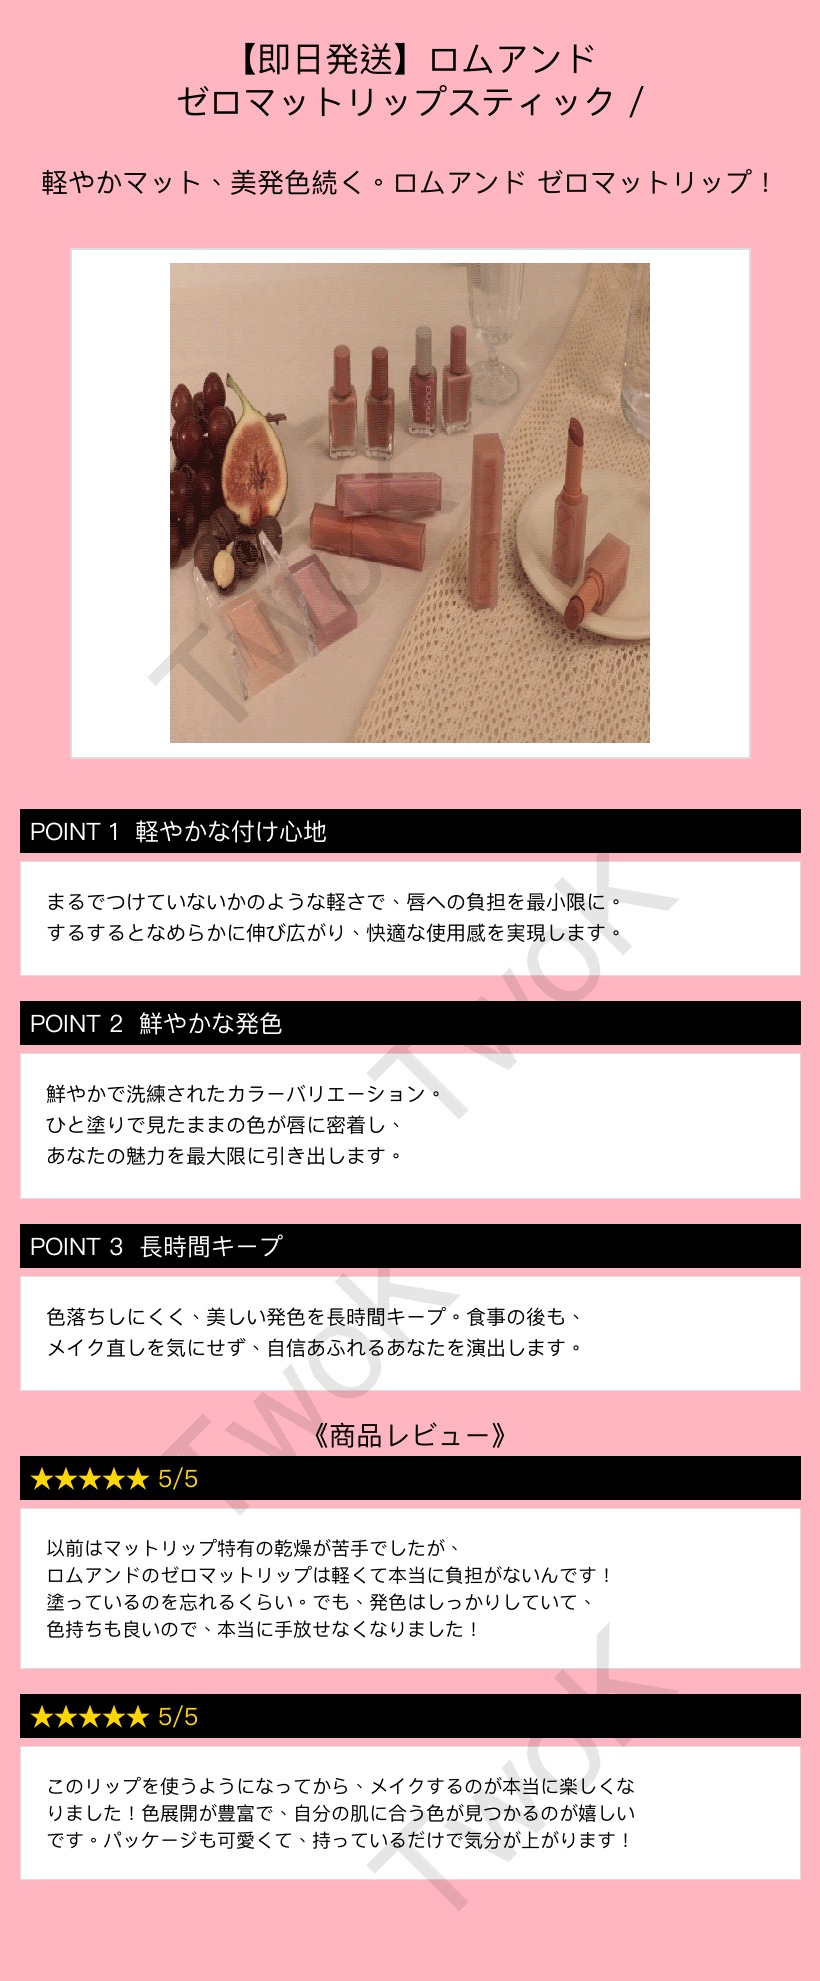 【即日発送】ロムアンド
ゼロマットリップスティック /
軽やかマット、美発色続く。ロムアンド ゼロマットリップ！
TwoK
POINT 1 軽やかな付け心地
まるでつけていないかのような軽さで、唇への負担を最小限に。
するするとなめらかに伸び広がり、快適な使用感を実現します。
TwoK
POINT 2 鮮やかな発色
鮮やかで洗練されたカラーバリエーション。
ひと塗りで見たままの色が唇に密着し、
あなたの魅力を最大限に引き出します。
POINT 3 長時間キープ
色落ちしにくく、美しい発色を長時間キープ。食事の後も、
メイク直しを気にせず、自信あふれるあなたを演出します。
TwoK
《商品レビュー》
★★★★★ 5/5
以前はマットリップ特有の乾燥が苦手でしたが、
ロムアンドのゼロマットリップは軽くて本当に負担がないんです！
塗っているのを忘れるくらい。でも、発色はしっかりしていて、
色持ちも良いので、本当に手放せなくなりました！
★★★★★ 5/5
このリップを使うようになってから、メイクするのが本当に楽しくな
りました！色展開が豊富で、自分の肌に合う色が見つかるのが嬉しい
です。パッケージも可愛くて、持っているだけで気分が上がります！
TwoK